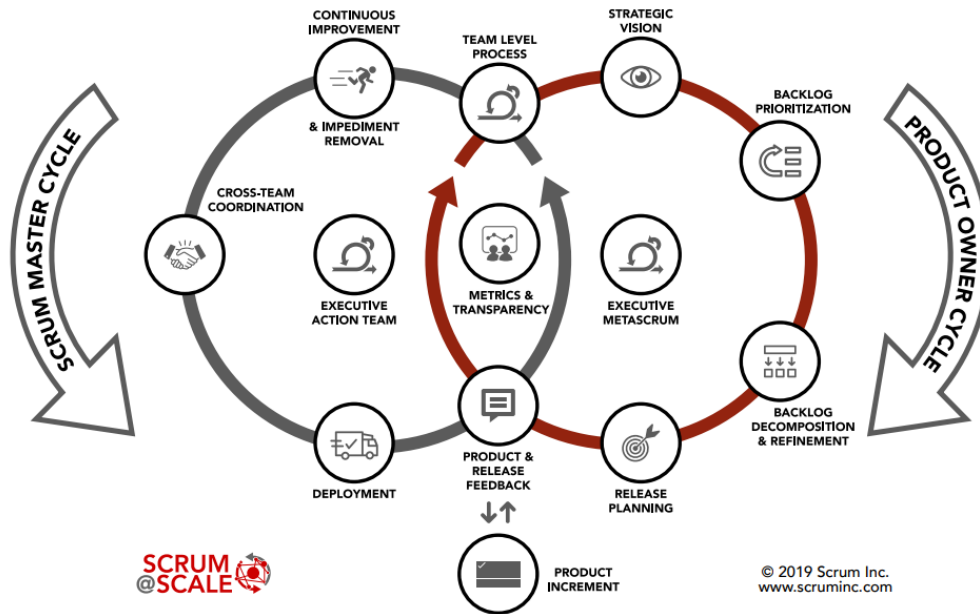 CONTINUOUS
IMPROVEMENT
& IMPEDIMENT
REMOVAL
TEAM LEVEL
PROCESS
STRATEGIC
VISION
BACKLOG
PRIORITIZATION
SCRUM MASTER CYCLE
PRODUCT OWNER CYCLE
CROSS-TEAM
COORDINATION
EXECUTIVE
ACTION TEAM
METRICS &
TRANSPARENCY
EXECUTIVE
METASCRUM
BACKLOG
DECOMPOSITION
& REFINEMENT
DEPLOYMENT
PRODUCT &
RELEASE
FEEDBACK
RELEASE
PLANNING
PRODUCT
INCREMENT
SCRUM
@SCALE
© 2019 Scrum Inc.
www.scruminc.com